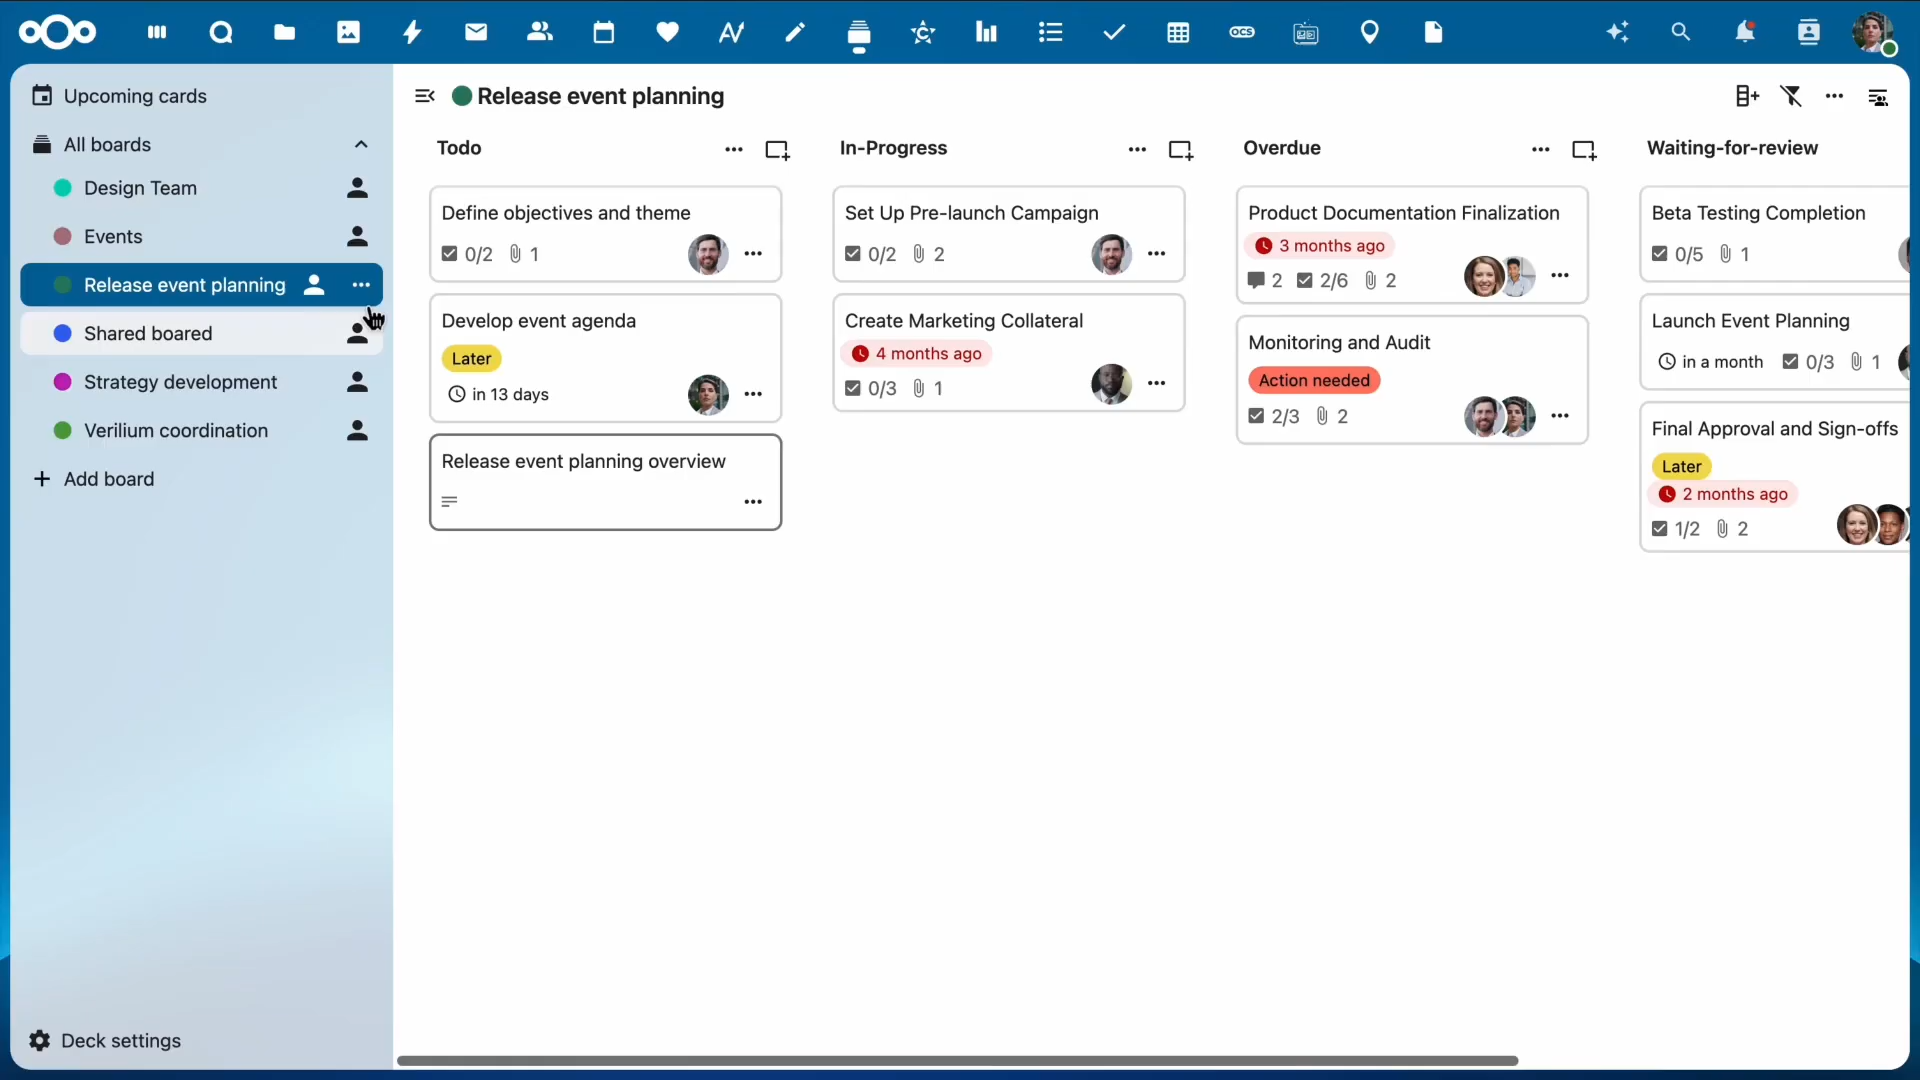 Upcoming cards
All boards
Design Team
Events
Release event planning
Shared boared
Strategy development
Verilium coordination
Add board
Deck settings
Release event planning
Todo
Define objectives and theme
0/2 1
Develop event agenda
Later
in 13 days
Release event planning overview
In-Progress
Set Up Pre-launch Campaign
0/2 2
Create Marketing Collateral
4 months ago
0/3 1
Overdue
Product Documentation Finalization
3 months ago
2 2/6 2
Monitoring and Audit
Action needed
2/3 2
Waiting-for-review
Beta Testing Completion
0/5 1
Launch Event Planning
in a month 0/3 1
Final Approval and Sign-offs
Later
2 months ago
1/2 2
OCS